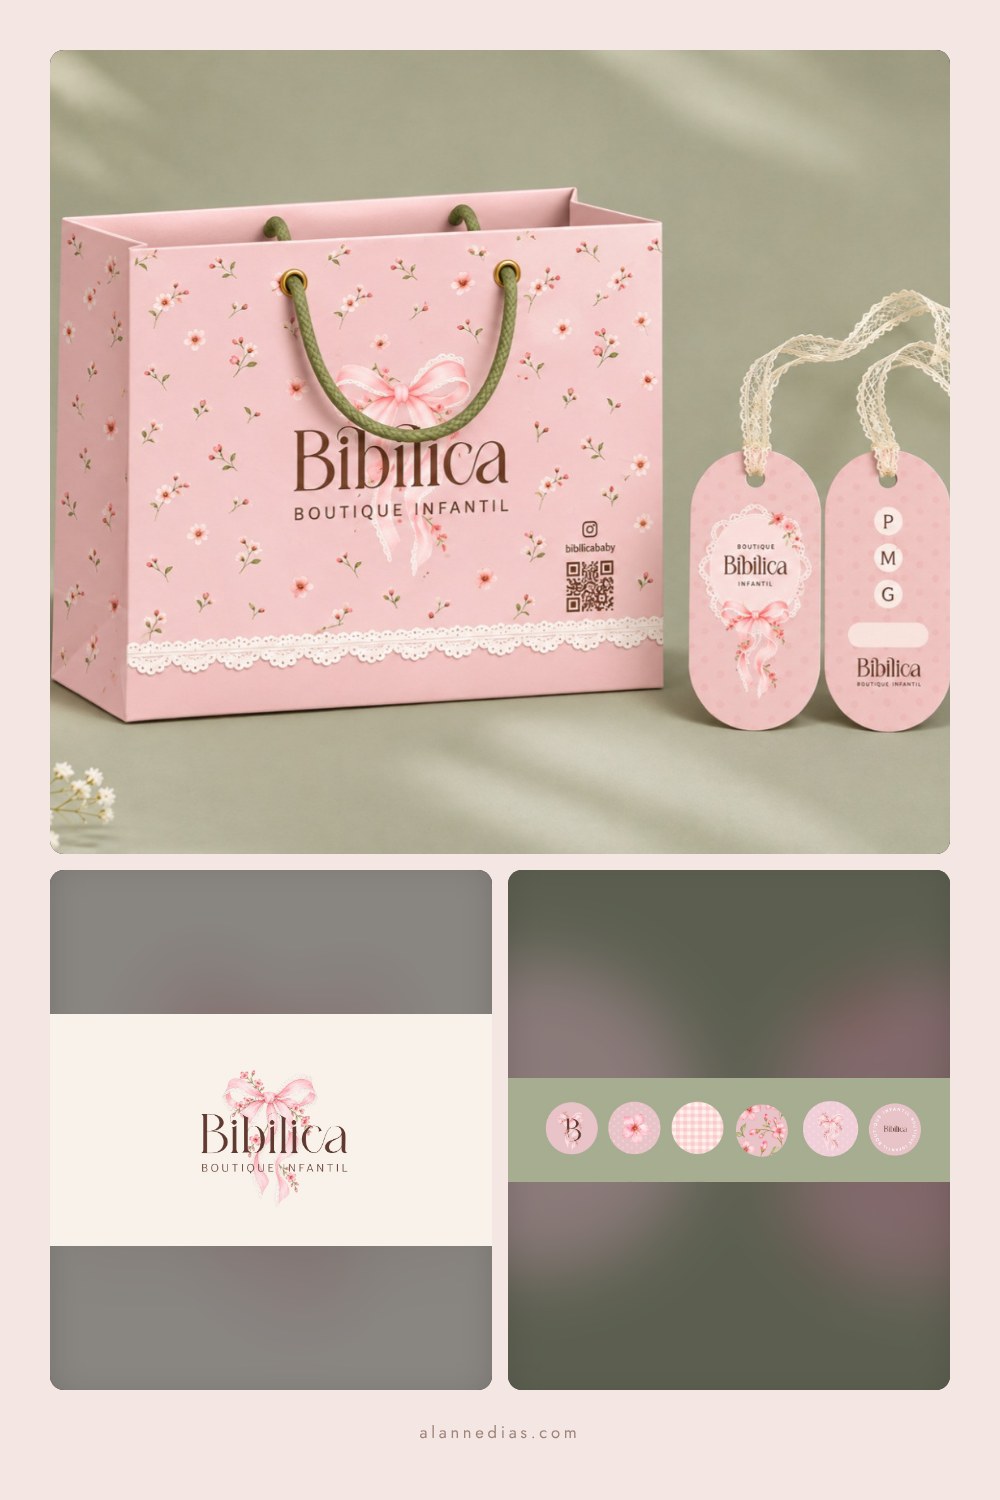 Bibilica
BOUTIQUE INFANTIL
bibilicababy
BOUTIQUE
Bibilica
INFANTIL
P
M
G
Bibilica
BOUTIQUE INFANTIL
Bibilica
BOUTIQUE INFANTIL
B
Bibilica
alannedias.com